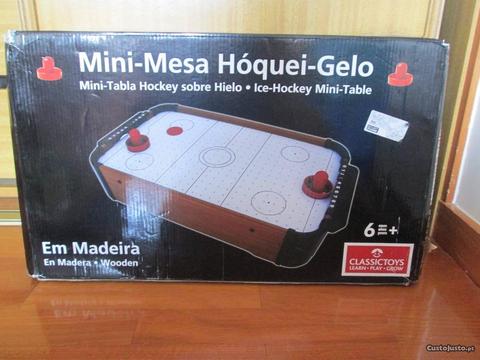 Mini-Mesa Hóquei-Gelo
Mini-Tabla Hockey sobre Hielo • Ice-Hockey Mini-Table
6+
Em Madeira
En Madera • Wooden
CLASSICTOYS
LEARN • PLAY • GROW
CustoJusto.pt